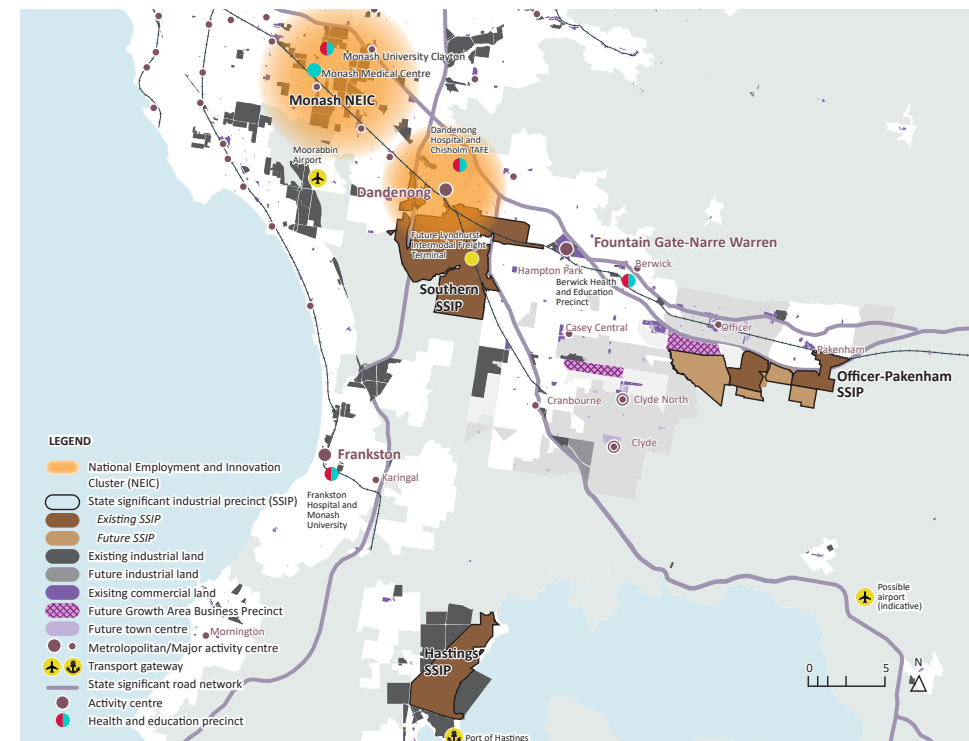 Monash University Clayton
Monash Medical Centre
Monash NEIC
Dandenong
Hospital and
Chisholm TAFE
Moorabbin
Airport
Dandenong
Future Lyndhurst
Intermodal Freight
Terminal
Fountain Gate-Narre Warren
Hampton Park
Berwick
Berwick Health
and Education
Precinct
Southern
SSIP
Casey Central
Officer
Pakenham
Officer-Pakenham
SSIP
Cranbourne
Clyde North
Clyde
Frankston
Karingal
Frankston
Hospital and
Monash
University
LEGEND
National Employment and Innovation
Cluster (NEIC)
State significant industrial precinct (SSIP)
Existing SSIP
Future SSIP
Existing industrial land
Future industrial land
Exisitng commercial land
Future Growth Area Business Precinct
Future town centre
Metrolopolitan/Major activity centre
Transport gateway
State significant road network
Activity centre
Health and education precinct
Mornington
Hastings
SSIP
Port of Hastings
Possible
airport
(indicative)
0 5
N